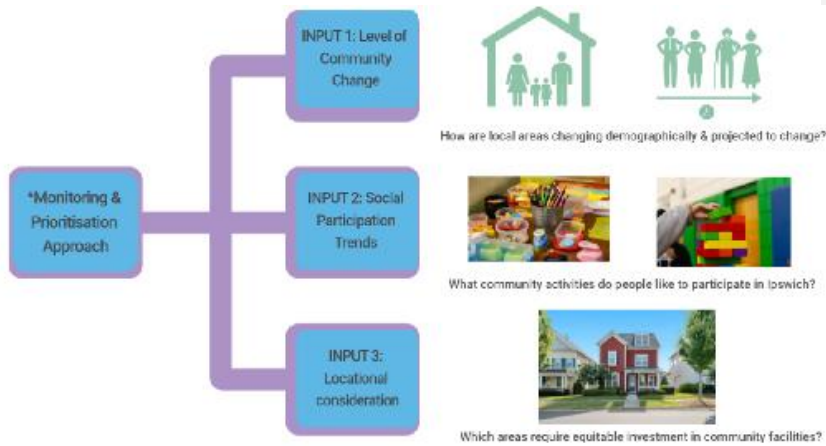 INPUT 1: Level of
Community
Change
How are local areas changing demographically & projected to change?
*Monitoring &
Prioritisation
Approach
INPUT 2: Social
Participation
Trends
What community activities do people like to participate in Ipswich?
INPUT 3:
Locational
consideration
Which areas require equitable investment in community facilities?